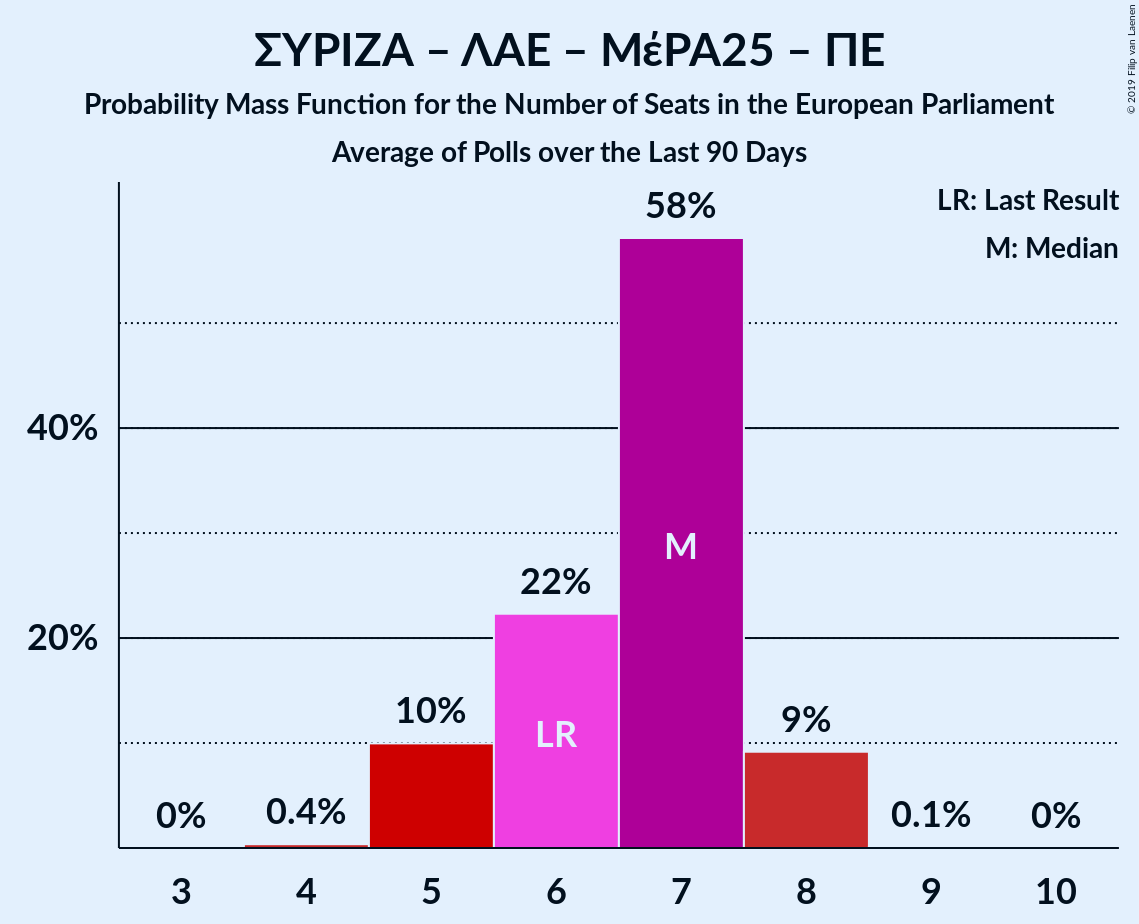 ΣΥΡΙΖΑ – ΛΑΕ – ΜέΡΑ25 – ΠΕ
Probability Mass Function for the Number of Seats in the European Parliament
Average of Polls over the Last 90 Days
© 2019 Filip van Laenen
LR: Last Result
M: Median
58%
40%
M
22%
20%
10%
LR
9%
0%
0.4%
0.1%
0%
3 4 5 6 7 8 9 10